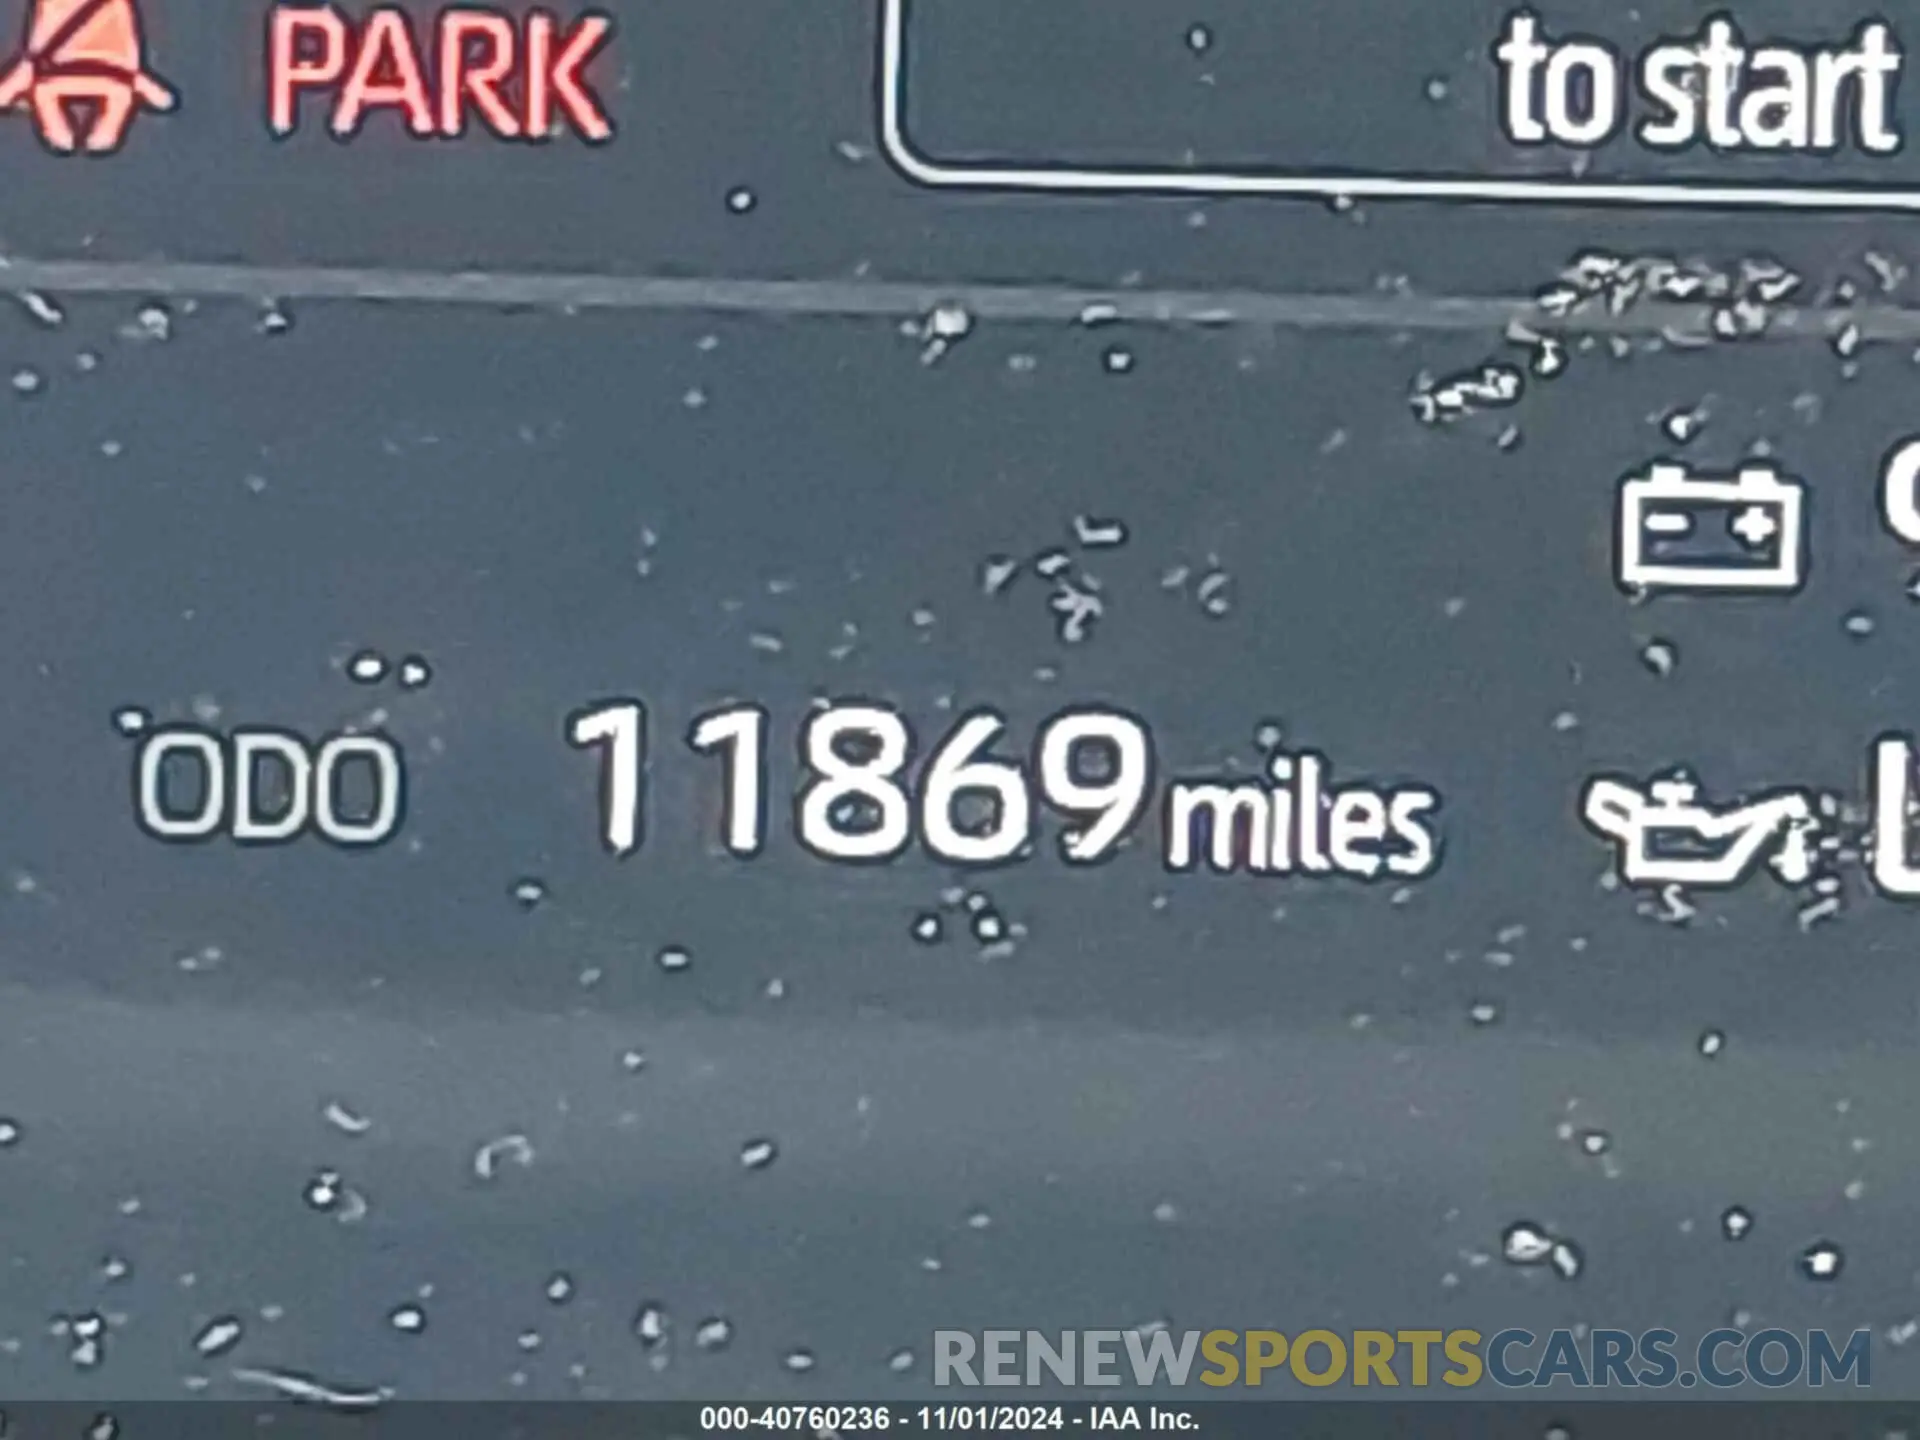 PARK
to start
ODO 11869 miles
RENEWSPORTSCARS.COM
000-40760236 - 11/01/2024 - IAA Inc.